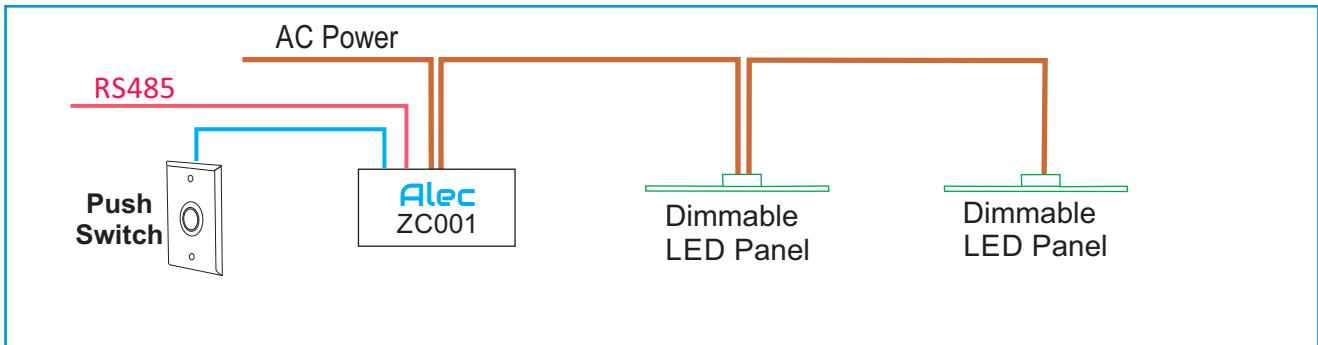 AC Power
RS485
Push
Switch
Alec
ZC001
Dimmable
LED Panel
Dimmable
LED Panel